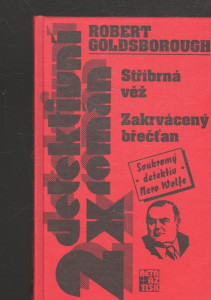 ROBERT
GOLDSBOROUGH
Stříbrná
věž
Zakrvácený
břečťan
Soukromý
detektiv
Nero Wolfe
2x detektivní
román